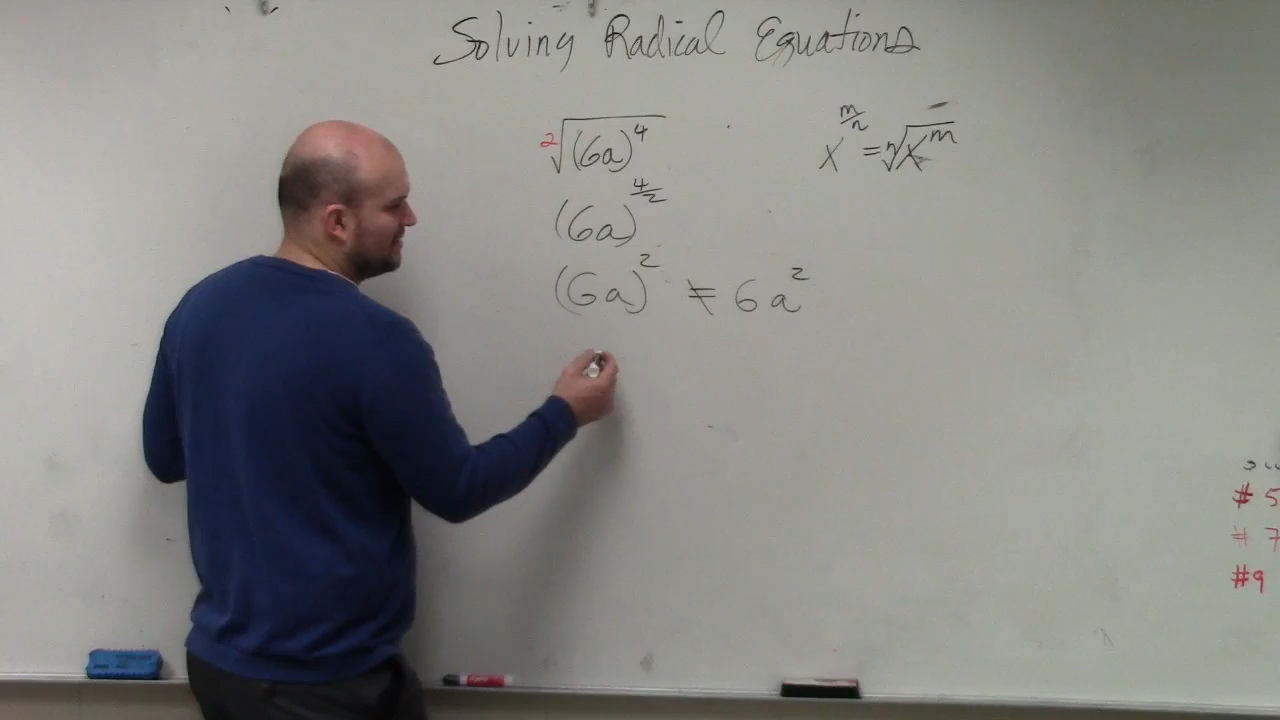 Solving Radical Equations
²√(6a)⁴
x^(m/n) = ⁿ√x^m
(6a)^(4/2)
(6a)² ≠ 6a²
# 5
# 7
#9